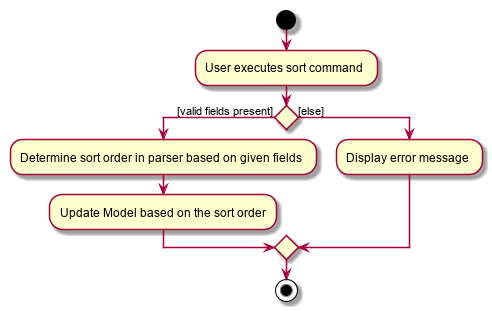 User executes sort command
[valid fields present]
[else]
Determine sort order in parser based on given fields
Display error message
Update Model based on the sort order